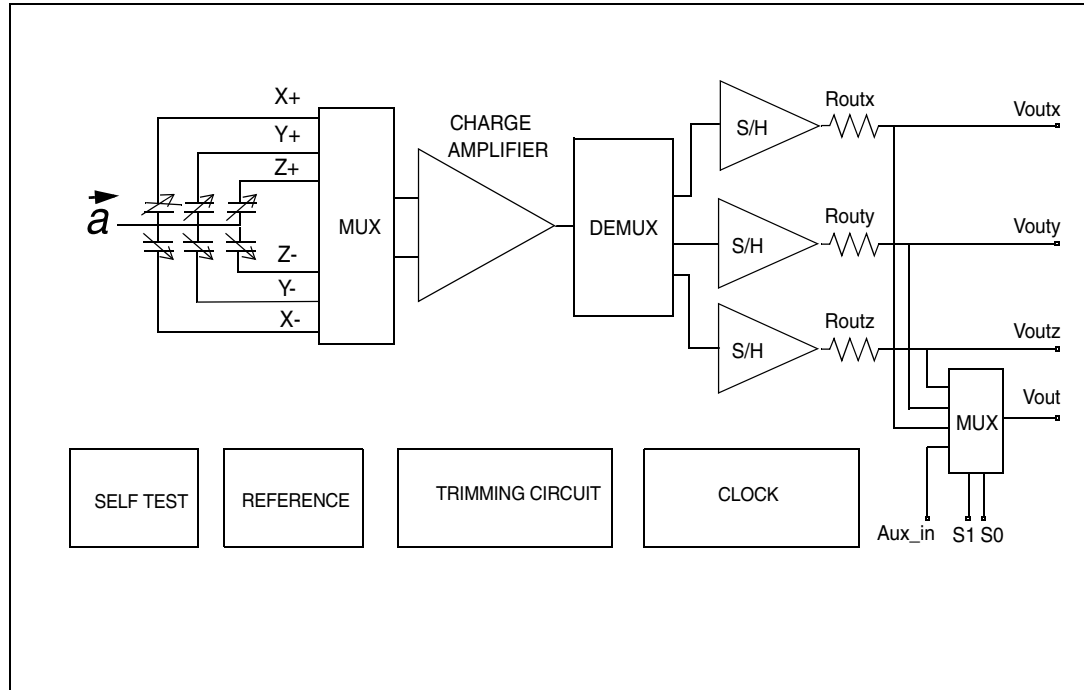 X+
Y+
Z+
a
Z-
Y-
X-
MUX
CHARGE
AMPLIFIER
DEMUX
S/H
Routx
Voutx
S/H
Routy
Vouty
S/H
Routz
Voutz
MUX
Vout
Aux_in
S1 S0
SELF TEST
REFERENCE
TRIMMING CIRCUIT
CLOCK